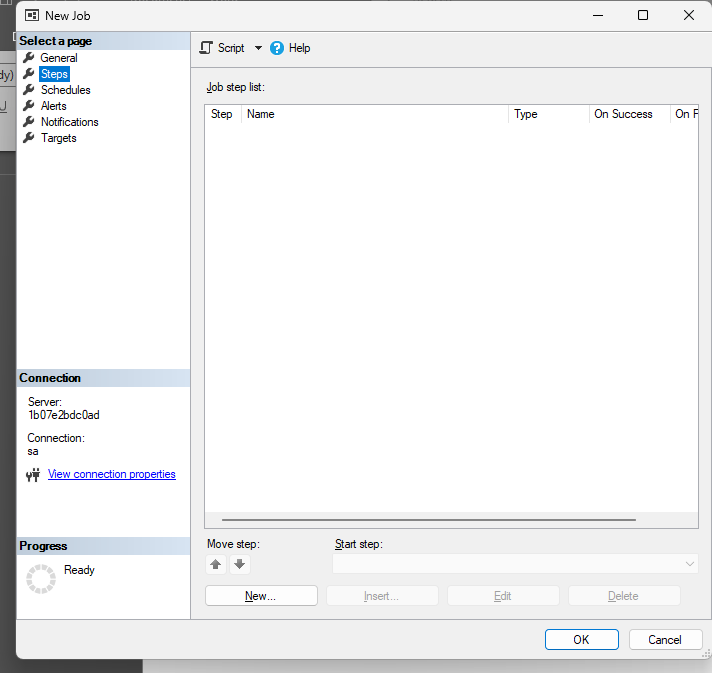 New Job
Select a page
General
Steps
Schedules
Alerts
Notifications
Targets
Script
Help
Job step list:
Step Name Type On Success On F
Connection
Server:
1b07e2bdc0ad
Connection:
sa
View connection properties
Progress
Ready
Move step:
Start step:
New...
Insert...
Edit
Delete
OK
Cancel
dy)
U